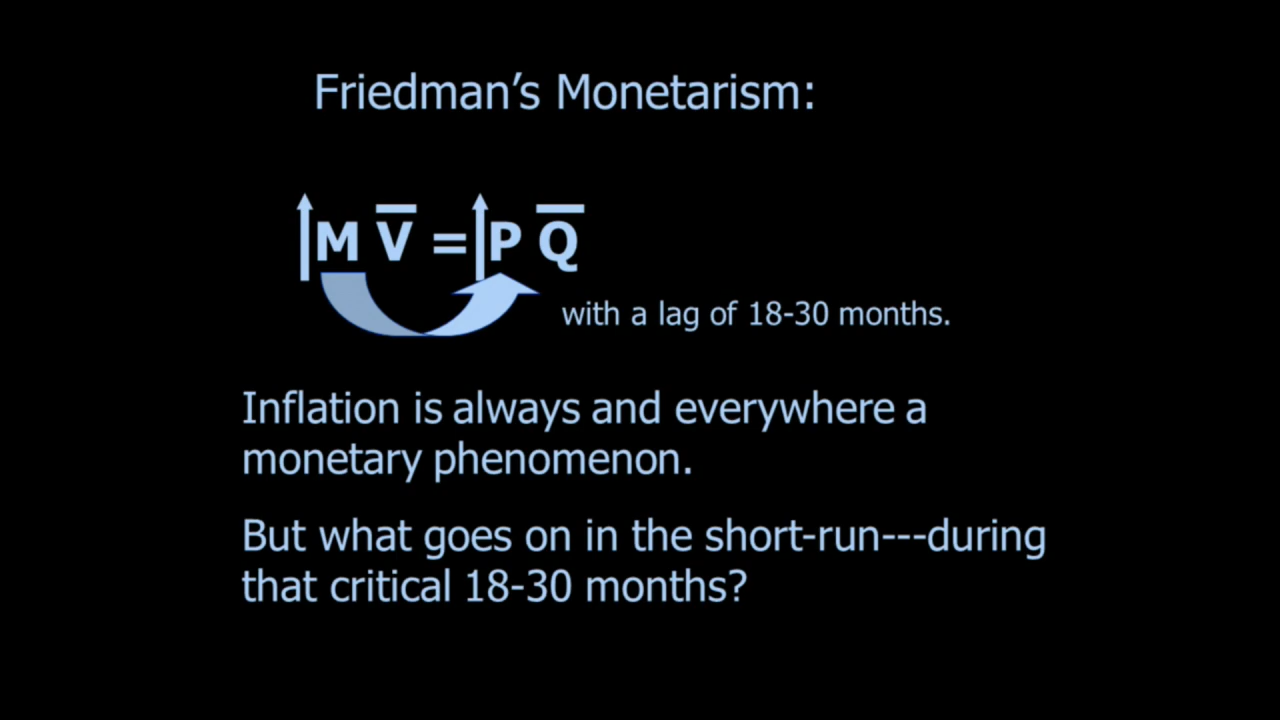 Friedman's Monetarism:
M V̅ = P Q̅
with a lag of 18-30 months.
Inflation is always and everywhere a
monetary phenomenon.
But what goes on in the short-run---during
that critical 18-30 months?